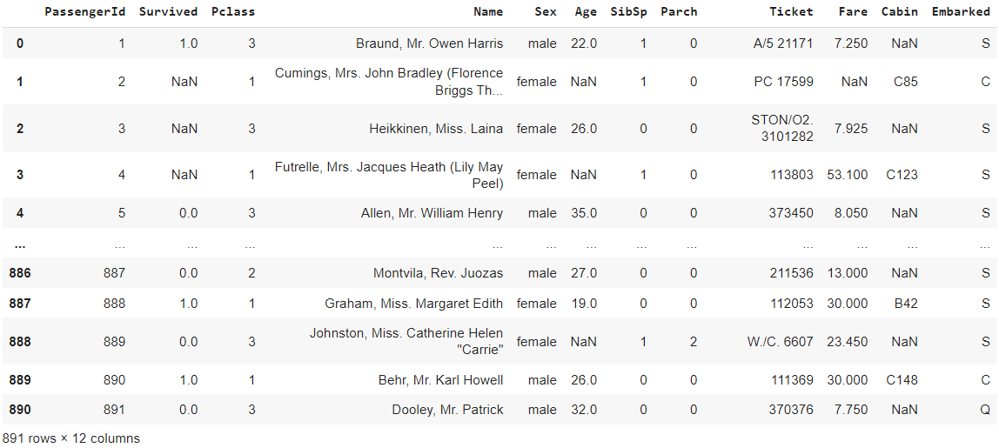 PassengerId Survived Pclass Name Sex Age SibSp Parch Ticket Fare Cabin Embarked
0 1 1.0 3 Braund, Mr. Owen Harris male 22.0 1 0 A/5 21171 7.250 NaN S
1 2 NaN 1 Cumings, Mrs. John Bradley (Florence Briggs Th... female NaN 1 0 PC 17599 NaN C85 C
2 3 NaN 3 Heikkinen, Miss. Laina female 26.0 0 0 STON/O2. 3101282 7.925 NaN S
3 4 NaN 1 Futrelle, Mrs. Jacques Heath (Lily May Peel) female NaN 1 0 113803 53.100 C123 S
4 5 0.0 3 Allen, Mr. William Henry male 35.0 0 0 373450 8.050 NaN S
... ... ... ... ... ... ... ... ... ... ... ... ...
886 887 0.0 2 Montvila, Rev. Juozas male 27.0 0 0 211536 13.000 NaN S
887 888 1.0 1 Graham, Miss. Margaret Edith female 19.0 0 0 112053 30.000 B42 S
888 889 0.0 3 Johnston, Miss. Catherine Helen "Carrie" female NaN 1 2 W./C. 6607 23.450 NaN S
889 890 1.0 1 Behr, Mr. Karl Howell male 26.0 0 0 111369 30.000 C148 C
890 891 0.0 3 Dooley, Mr. Patrick male 32.0 0 0 370376 7.750 NaN Q
891 rows × 12 columns